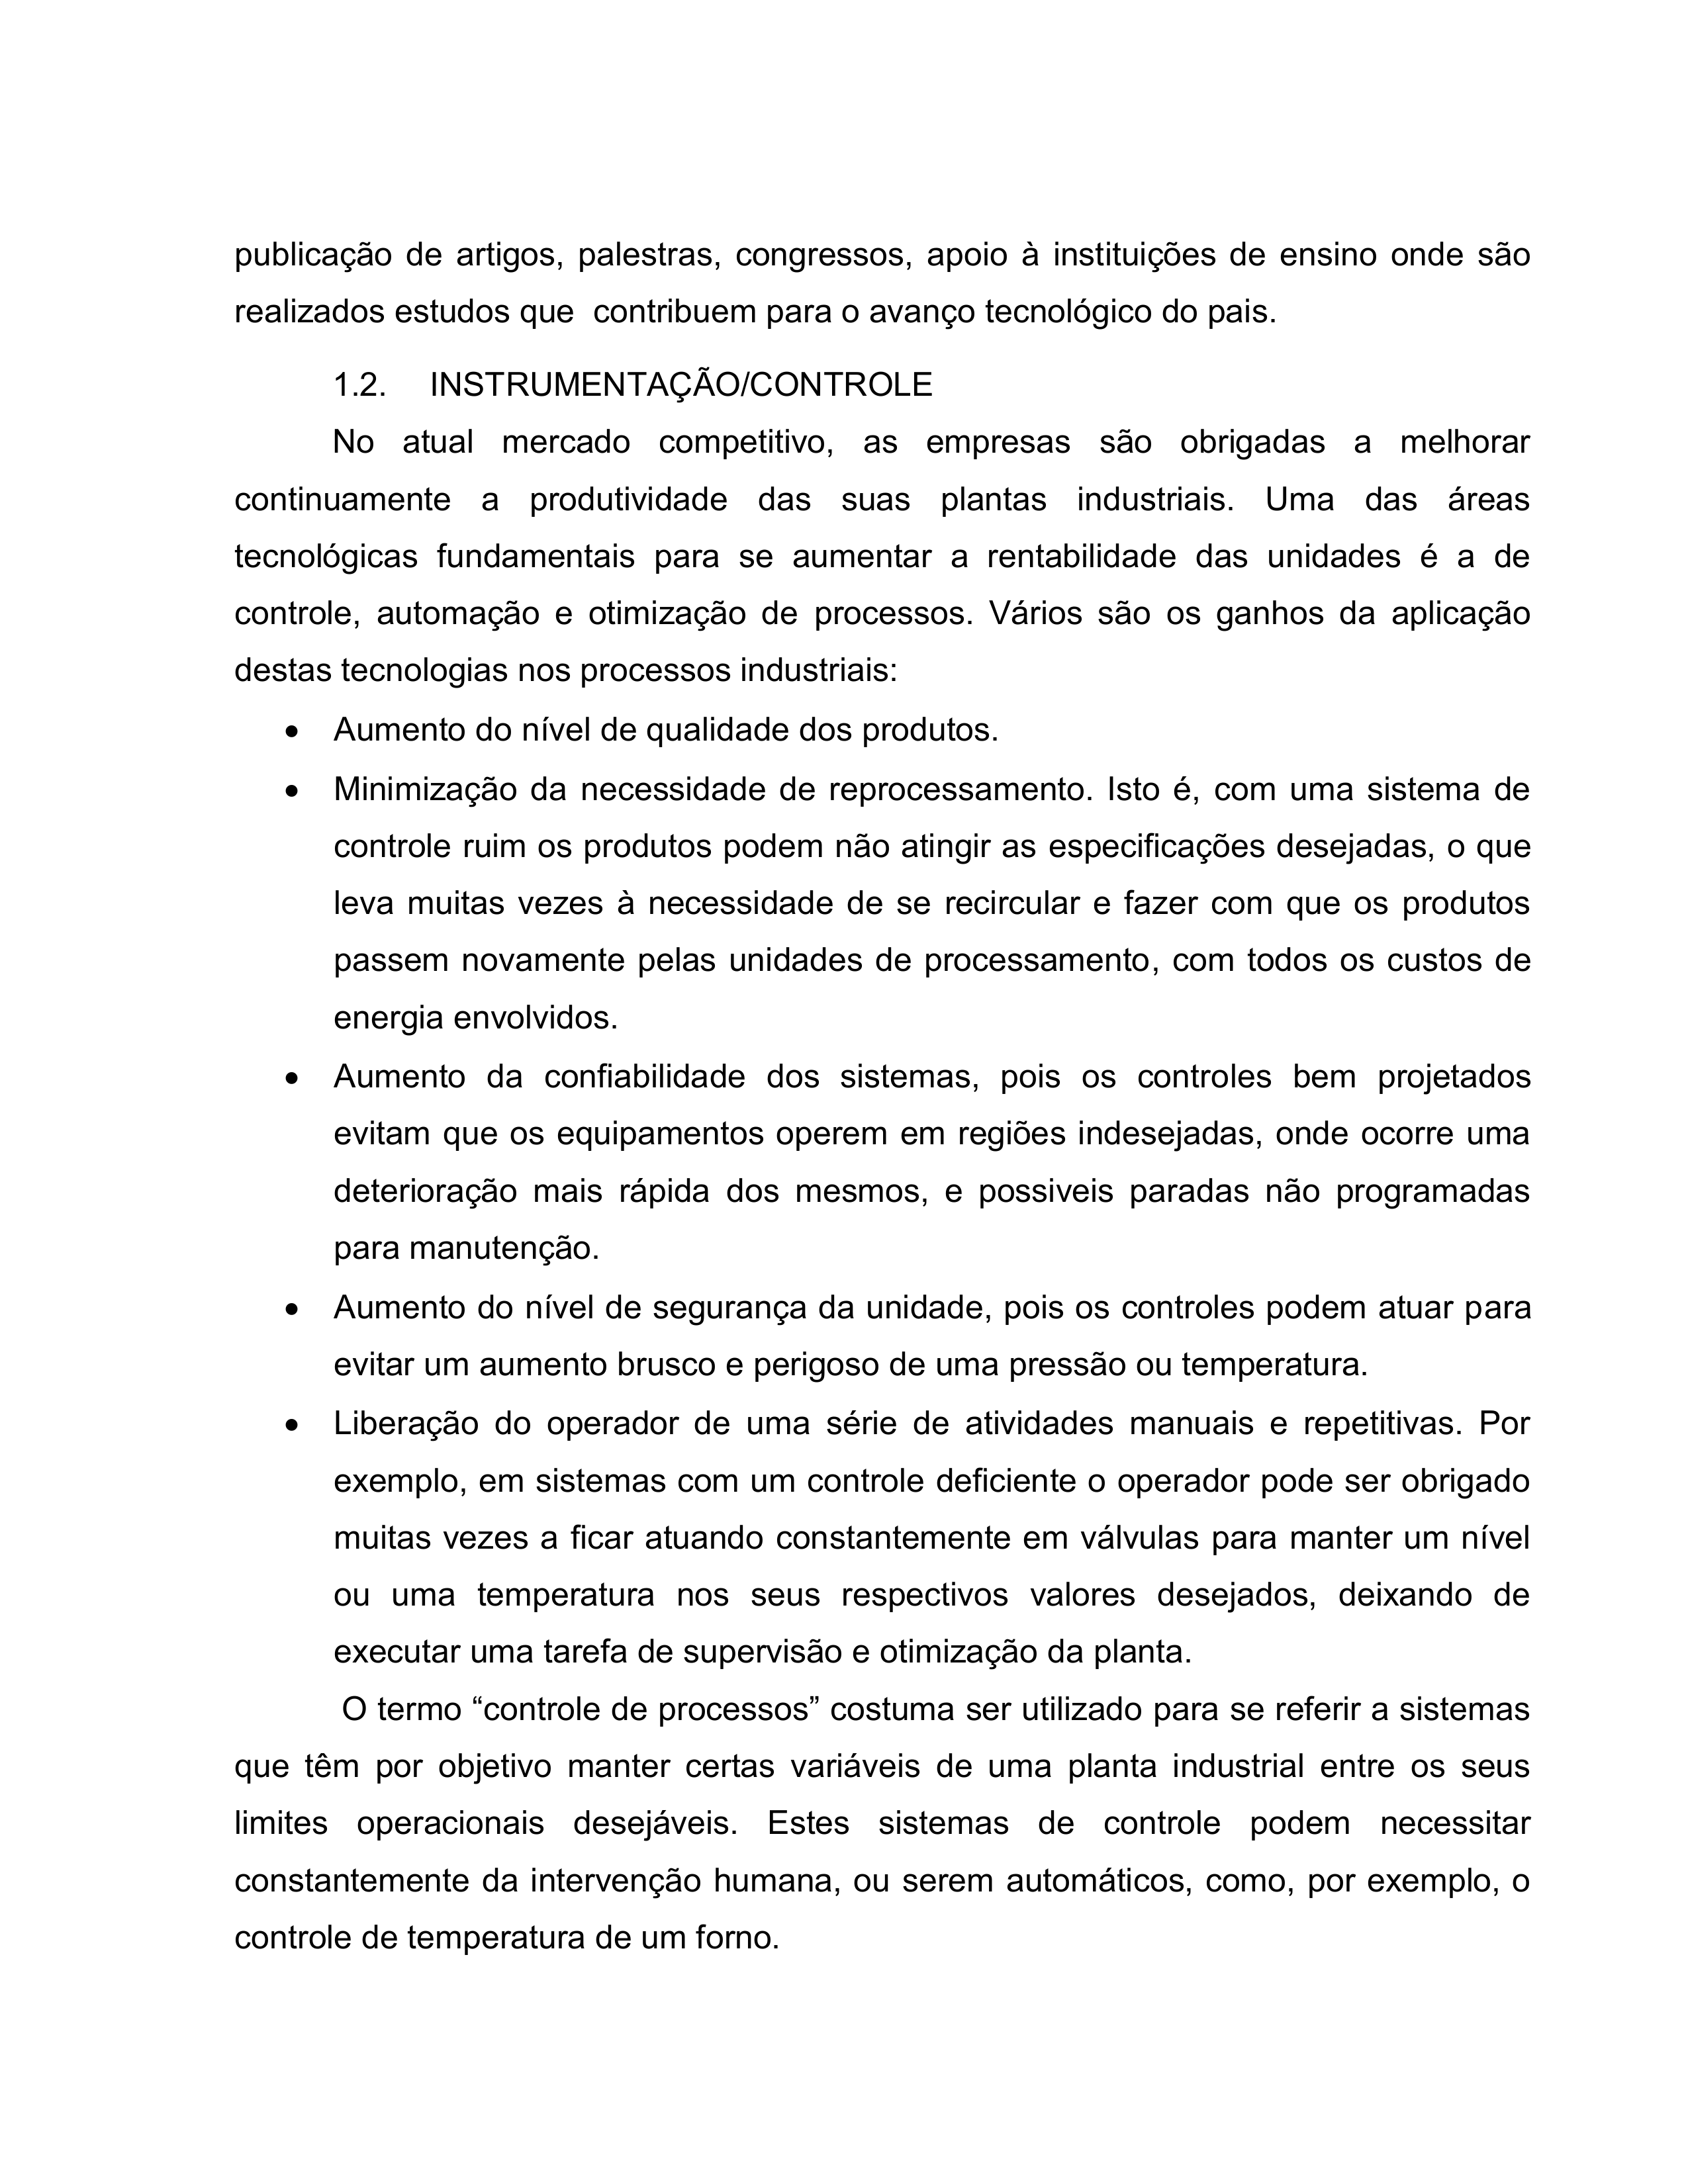 publicação de artigos, palestras, congressos, apoio à instituições de ensino onde são
realizados estudos que  contribuem para o avanço tecnológico do pais.
1.2. INSTRUMENTAÇÃO/CONTROLE
No atual mercado competitivo, as empresas são obrigadas a melhorar
continuamente a produtividade das suas plantas industriais. Uma das áreas
tecnológicas fundamentais para se aumentar a rentabilidade das unidades é a de
controle, automação e otimização de processos. Vários são os ganhos da aplicação
destas tecnologias nos processos industriais:
• Aumento do nível de qualidade dos produtos.
• Minimização da necessidade de reprocessamento. Isto é, com uma sistema de
controle ruim os produtos podem não atingir as especificações desejadas, o que
leva muitas vezes à necessidade de se recircular e fazer com que os produtos
passem novamente pelas unidades de processamento, com todos os custos de
energia envolvidos.
• Aumento da confiabilidade dos sistemas, pois os controles bem projetados
evitam que os equipamentos operem em regiões indesejadas, onde ocorre uma
deterioração mais rápida dos mesmos, e possiveis paradas não programadas
para manutenção.
• Aumento do nível de segurança da unidade, pois os controles podem atuar para
evitar um aumento brusco e perigoso de uma pressão ou temperatura.
• Liberação do operador de uma série de atividades manuais e repetitivas. Por
exemplo, em sistemas com um controle deficiente o operador pode ser obrigado
muitas vezes a ficar atuando constantemente em válvulas para manter um nível
ou uma temperatura nos seus respectivos valores desejados, deixando de
executar uma tarefa de supervisão e otimização da planta.
O termo “controle de processos” costuma ser utilizado para se referir a sistemas
que têm por objetivo manter certas variáveis de uma planta industrial entre os seus
limites operacionais desejáveis. Estes sistemas de controle podem necessitar
constantemente da intervenção humana, ou serem automáticos, como, por exemplo, o
controle de temperatura de um forno.